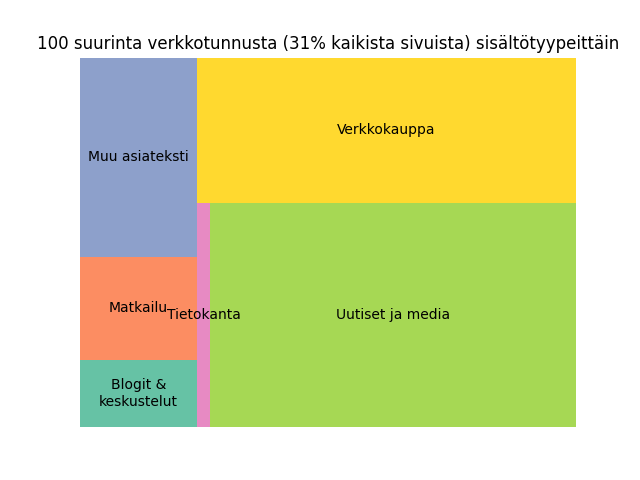 100 suurinta verkkotunnusta (31% kaikista sivuista) sisältötyypeittäin
Verkkokauppa
Muu asiateksti
Matkailu
Tietokanta
Uutiset ja media
Blogit &
keskustelut